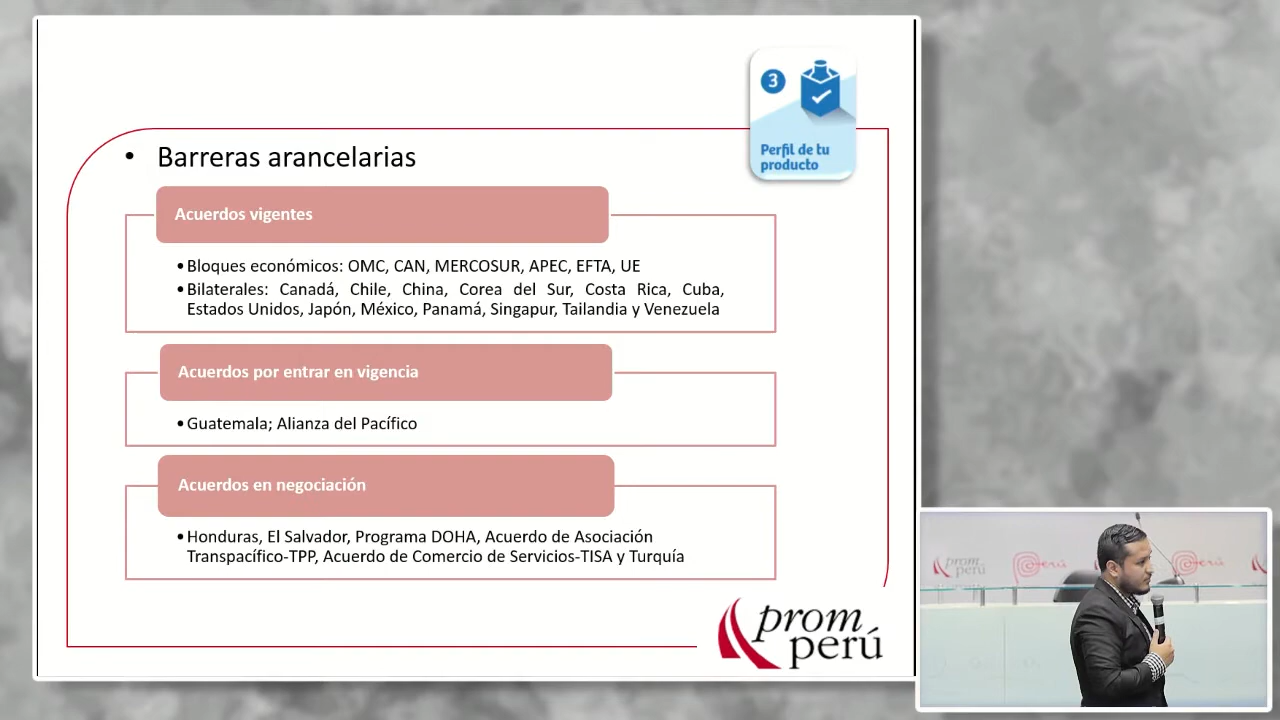 3
Perfil de tu
producto
• Barreras arancelarias
Acuerdos vigentes
•Bloques económicos: OMC, CAN, MERCOSUR, APEC, EFTA, UE
•Bilaterales: Canadá, Chile, China, Corea del Sur, Costa Rica, Cuba,
Estados Unidos, Japón, México, Panamá, Singapur, Tailandia y Venezuela
Acuerdos por entrar en vigencia
•Guatemala; Alianza del Pacífico
Acuerdos en negociación
•Honduras, El Salvador, Programa DOHA, Acuerdo de Asociación
Transpacífico-TPP, Acuerdo de Comercio de Servicios-TISA y Turquía
prom
perú
prom
perú
Perú